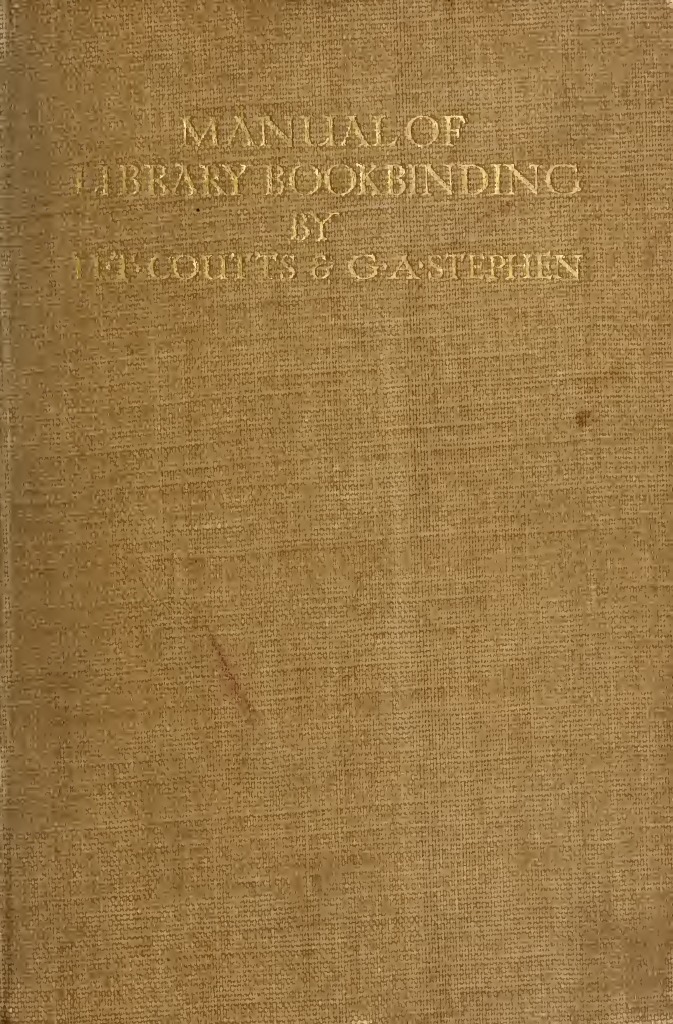 MANUAL OF
LIBRARY BOOKBINDING
BY
H·T·COUTTS & G·A·STEPHEN